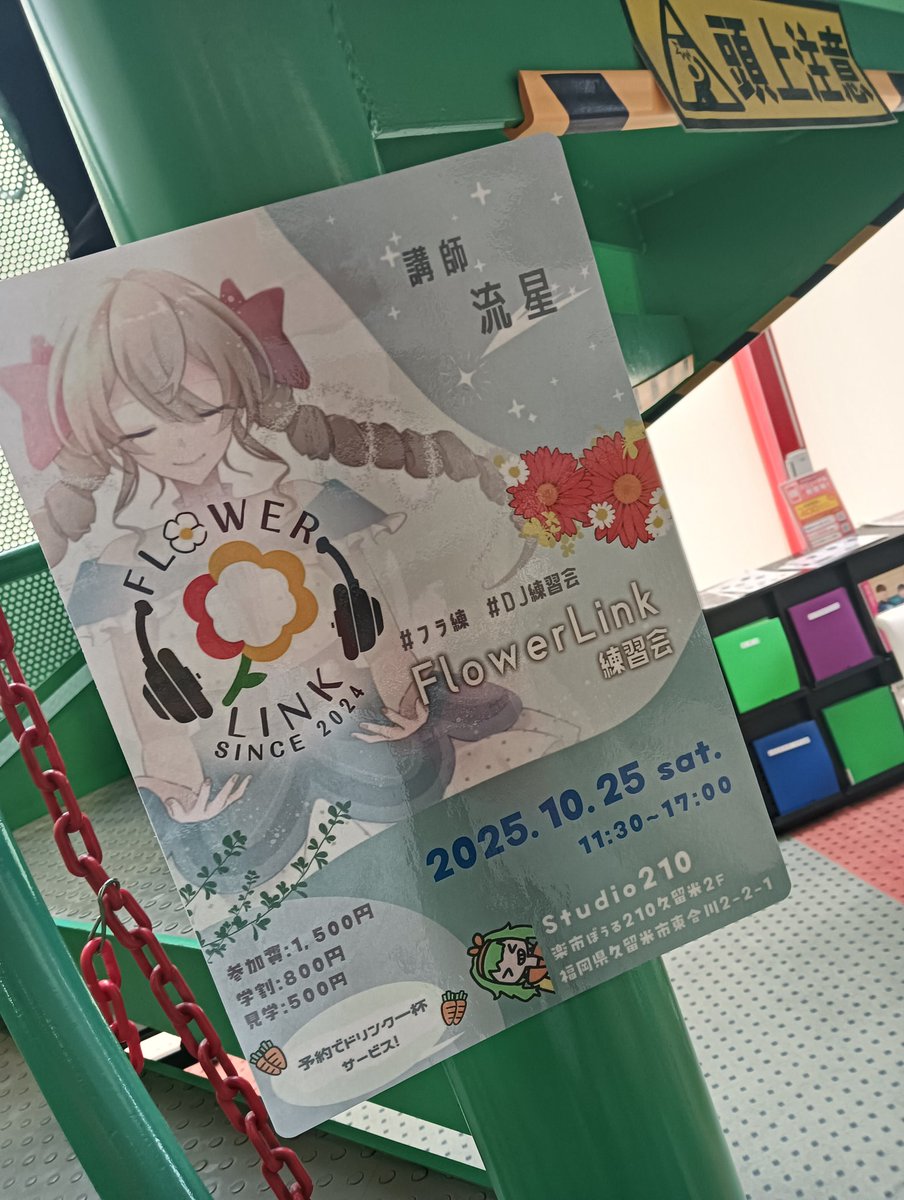 頭上注意
講師
流星
FLOWER
LINK
SINCE 2024
#フラ練 #DJ練習会
FlowerLink
練習会
2025.10.25 sat.
11:30~17:00
Studio210
楽市ぼうる210久留米2F
福岡県久留米市東合川2-2-1
参加費:1,500円
学割:800円
見学:500円
予約でドリンク一杯
サービス!